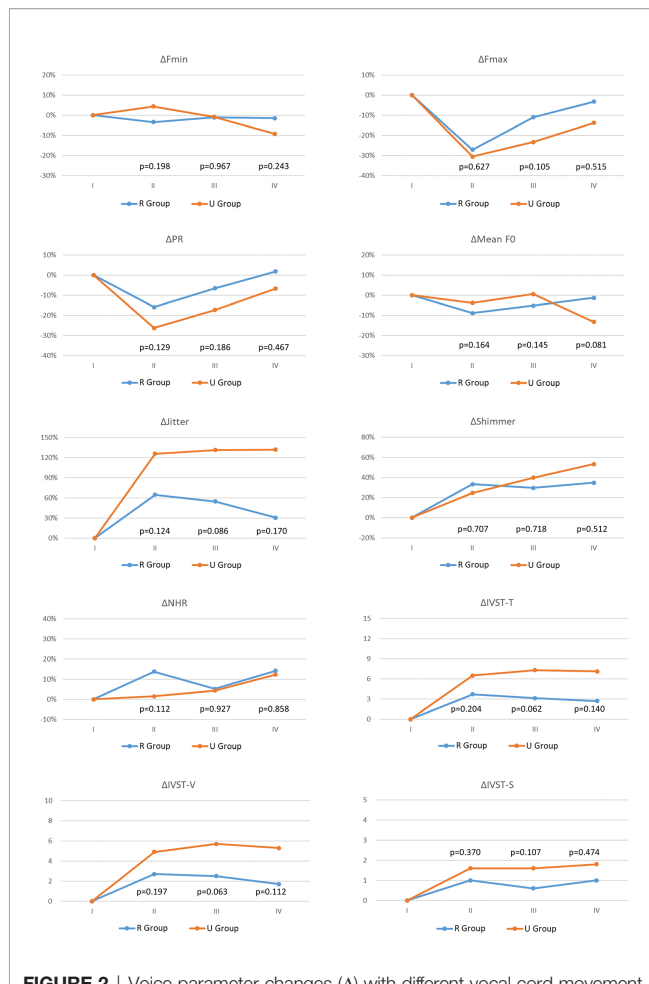 ΔFmin
20%
10%
0%
-10%
-20%
p=0.198 p=0.967 p=0.243
-30%
I II III IV
R Group U Group
ΔFmax
10%
0%
-10%
-20%
-30%
p=0.627 p=0.105 p=0.515
-40%
I II III IV
R Group U Group
ΔPR
10%
0%
-10%
-20%
-30%
p=0.129 p=0.186 p=0.467
-40%
I II III IV
R Group U Group
ΔMean F0
20%
10%
0%
-10%
-20%
p=0.164 p=0.145 p=0.081
-30%
I II III IV
R Group U Group
ΔJitter
150%
120%
90%
60%
30%
p=0.124 p=0.086 p=0.170
0%
I II III IV
R Group U Group
ΔShimmer
80%
60%
40%
20%
0%
p=0.707 p=0.718 p=0.512
-20%
I II III IV
R Group U Group
ΔNHR
40%
30%
20%
10%
0%
p=0.112 p=0.927 p=0.858
-10%
I II III IV
R Group U Group
ΔIVST-T
15
12
9
6
3
p=0.204 p=0.062 p=0.140
0
I II III IV
R Group U Group
ΔIVST-V
10
8
6
4
2
p=0.197 p=0.063 p=0.112
0
I II III IV
R Group U Group
ΔIVST-S
5
4
3
p=0.370 p=0.107 p=0.474
2
1
0
I II III IV
R Group U Group
FIGURE 2 | Voice parameter changes (Δ) with different vocal cord movement